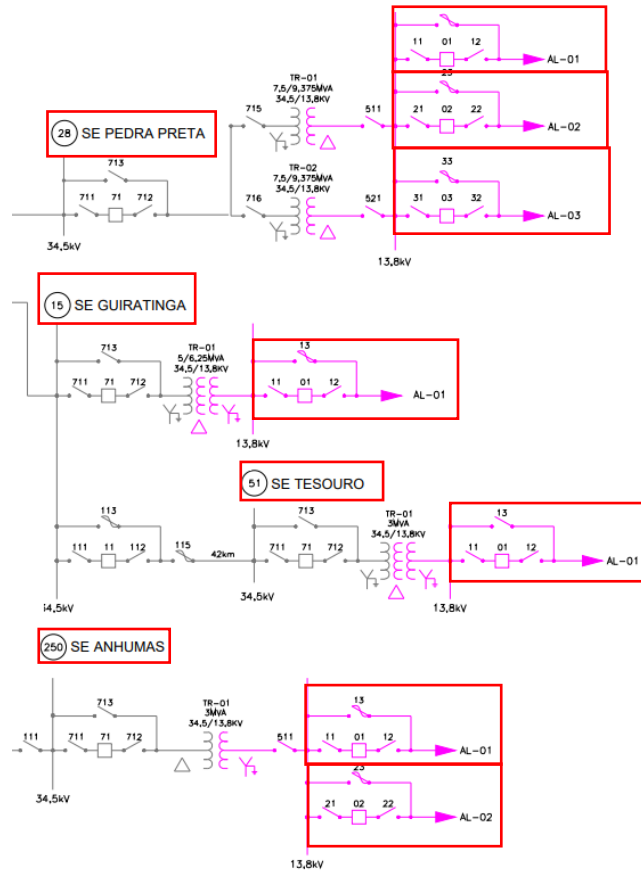 11 01 12
AL-01
23
TR-01
7,5/9,375MVA
34,5/13,8KV
715
511
21 02 22
AL-02
28 SE PEDRA PRETA
713
711 71 712
TR-02
7,5/9,375MVA
34,5/13,8KV
33
716
521
31 03 32
AL-03
34,5kV
13,8kV
15 SE GUIRATINGA
713
TR-01
5/6,25MVA
34,5/13,8KV
13
711 71 712
11 01 12
AL-01
13,8kV
51 SE TESOURO
113
713
TR-01
3MVA
34,5/13,8KV
13
111 11 112
115
42km
711 71 712
11 01 12
AL-01
34,5kV
34,5kV
13,8kV
250 SE ANHUMAS
713
TR-01
3MVA
34,5/13,8KV
13
111
711 71 712
511
11 01 12
AL-01
34,5kV
23
21 02 22
AL-02
13,8kV